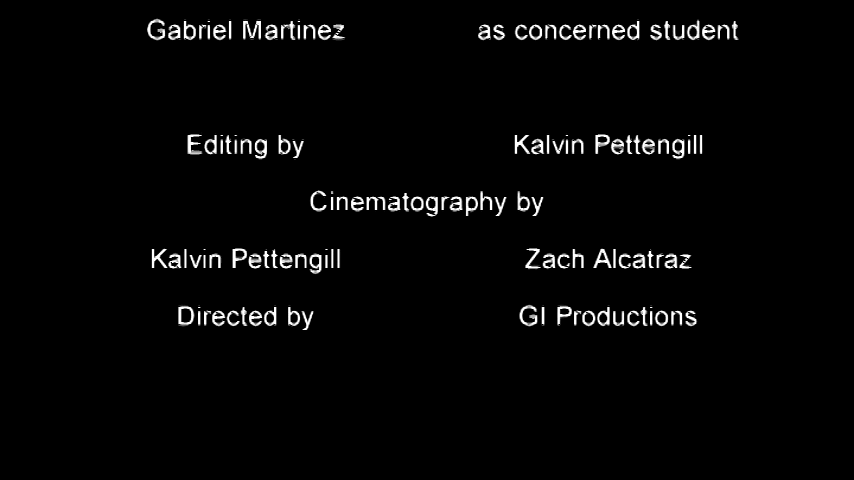 Gabriel Martinez as concerned student
Editing by Kalvin Pettengill
Cinematography by
Kalvin Pettengill Zach Alcatraz
Directed by GI Productions